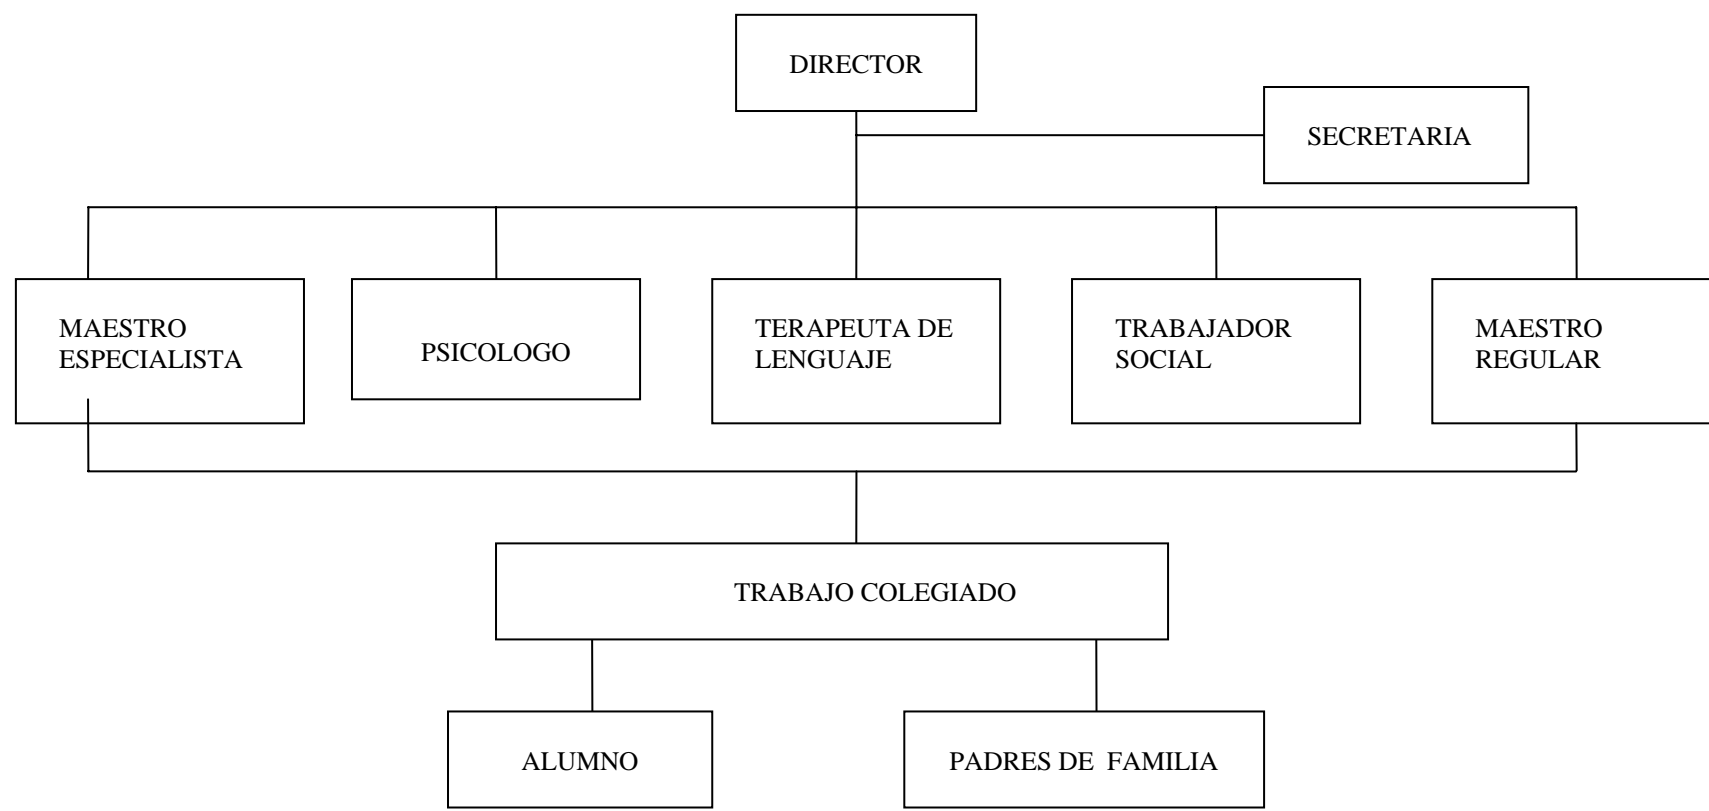 DIRECTOR
SECRETARIA
MAESTRO
ESPECIALISTA
PSICOLOGO
TERAPEUTA DE
LENGUAJE
TRABAJADOR
SOCIAL
MAESTRO
REGULAR
TRABAJO COLEGIADO
ALUMNO
PADRES DE FAMILIA